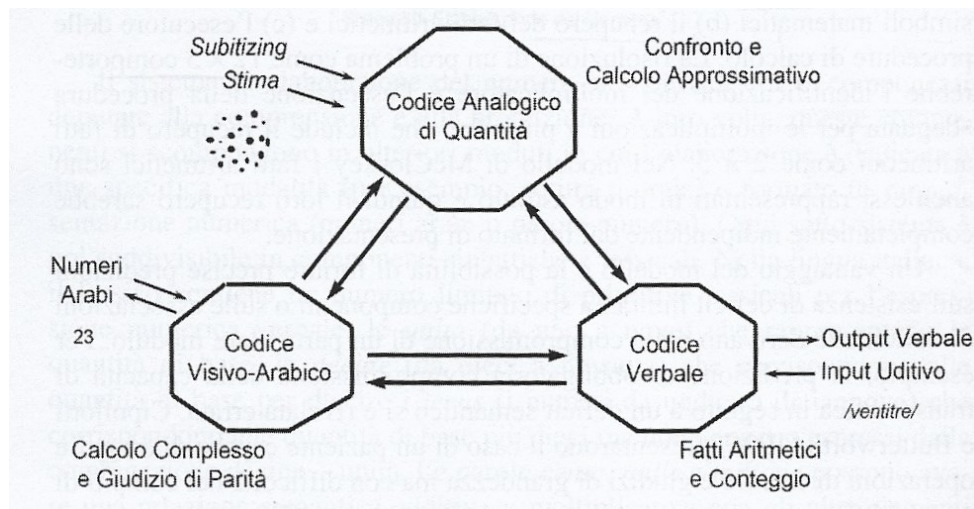 Subitizing
Stima
Codice Analogico
di Quantità
Confronto e
Calcolo Approssimativo
Numeri
Arabi
23
Codice
Visivo-Arabico
Codice
Verbale
Output Verbale
Input Uditivo
/ventitre/
Calcolo Complesso
e Giudizio di Parità
Fatti Aritmetici
e Conteggio